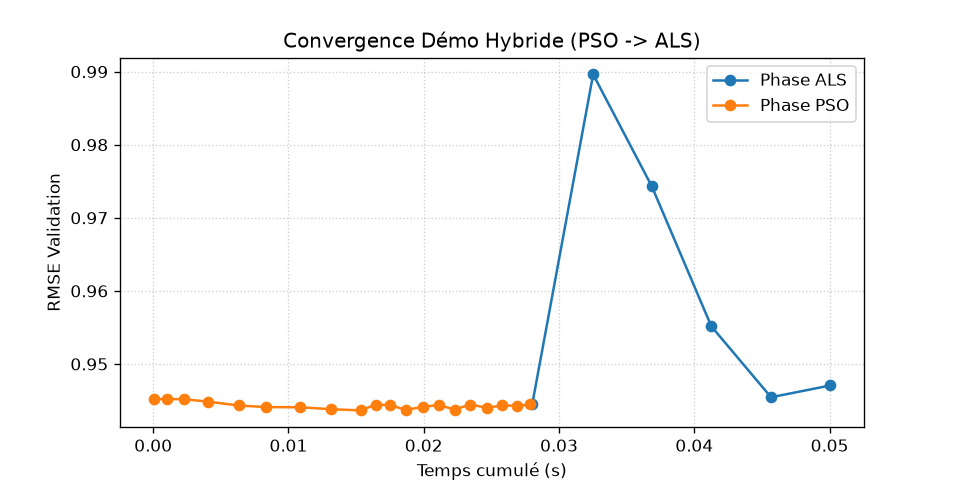 Convergence Démo Hybride (PSO -> ALS)
Phase ALS
Phase PSO
RMSE Validation
0.99
0.98
0.97
0.96
0.95
0.00 0.01 0.02 0.03 0.04 0.05
Temps cumulé (s)